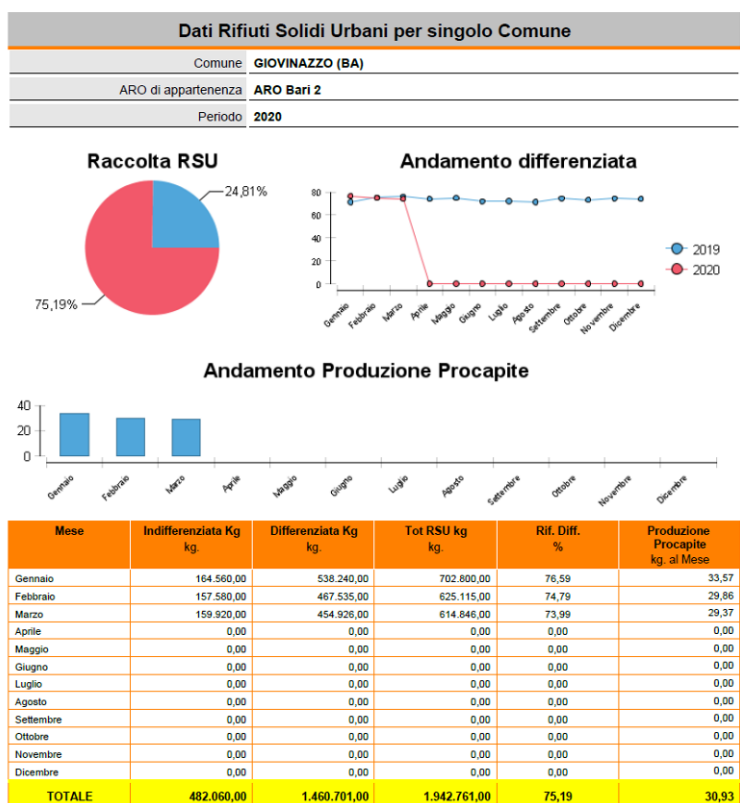 Dati Rifiuti Solidi Urbani per singolo Comune
Comune GIOVINAZZO (BA)
ARO di appartenenza ARO Bari 2
Periodo 2020
Raccolta RSU
24,81%
75,19%
Andamento differenziata
80
60
40
20
0
Gennaio Febbraio Marzo Aprile Maggio Giugno Luglio Agosto Settembre Ottobre Novembre Dicembre
2019
2020
Andamento Produzione Procapite
40
20
0
Gennaio Febbraio Marzo Aprile Maggio Giugno Luglio Agosto Settembre Ottobre Novembre Dicembre
Mese Indifferenziata Kg Differenziata Kg Tot RSU kg Rif. Diff. Produzione
kg. kg. kg. % Procapite
kg. al Mese
Gennaio 164.560,00 538.240,00 702.800,00 76,59 33,57
Febbraio 157.580,00 467.535,00 625.115,00 74,79 29,86
Marzo 159.920,00 454.926,00 614.846,00 73,99 29,37
Aprile 0,00 0,00 0,00 0,00 0,00
Maggio 0,00 0,00 0,00 0,00 0,00
Giugno 0,00 0,00 0,00 0,00 0,00
Luglio 0,00 0,00 0,00 0,00 0,00
Agosto 0,00 0,00 0,00 0,00 0,00
Settembre 0,00 0,00 0,00 0,00 0,00
Ottobre 0,00 0,00 0,00 0,00 0,00
Novembre 0,00 0,00 0,00 0,00 0,00
Dicembre 0,00 0,00 0,00 0,00 0,00
TOTALE 482.060,00 1.460.701,00 1.942.761,00 75,19 30,93